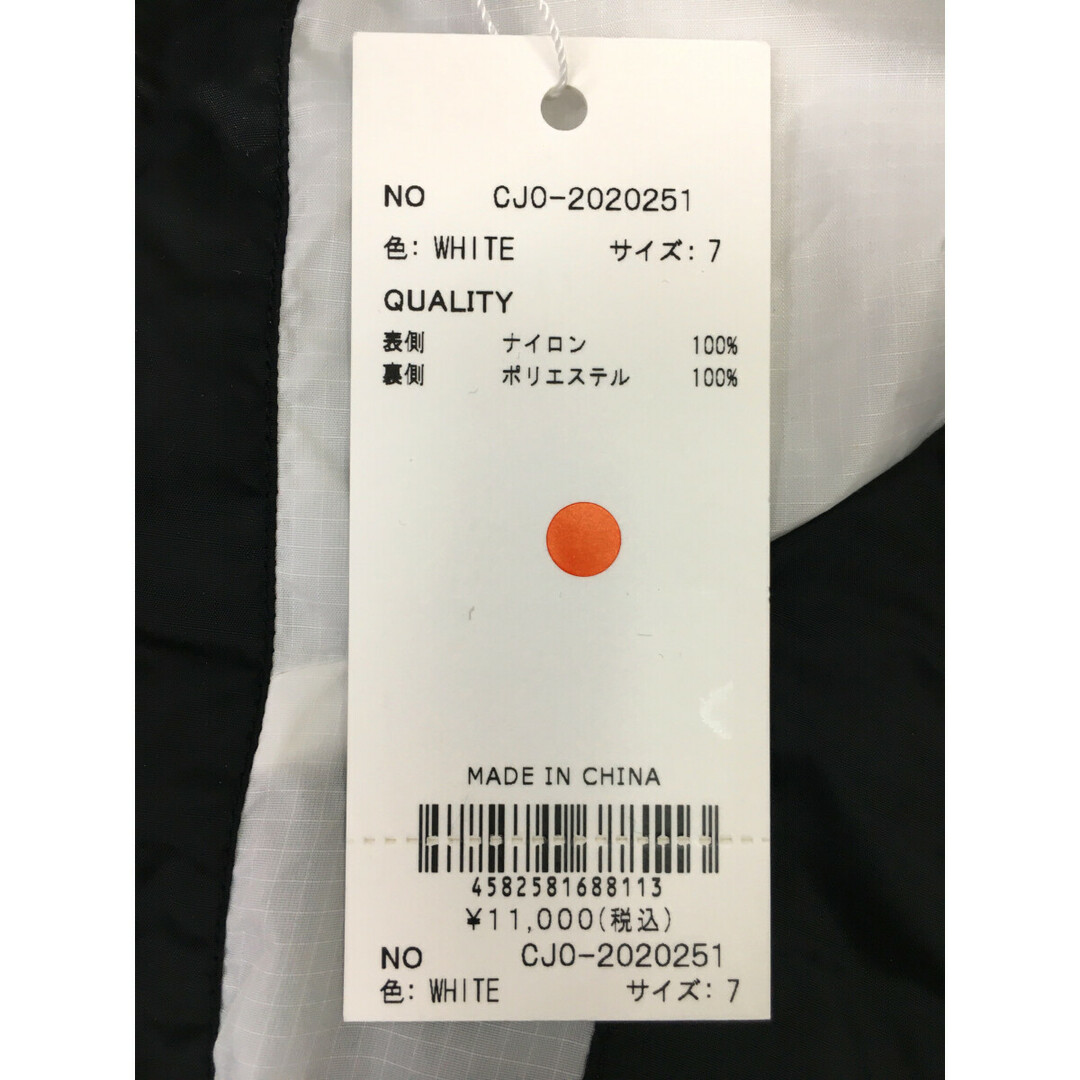 NO CJO-2020251
色: WHITE サイズ: 7
QUALITY
表側 ナイロン 100%
裏側 ポリエステル 100%
MADE IN CHINA
4582581688113
¥11,000(税込)
NO CJO-2020251
色: WHITE サイズ: 7